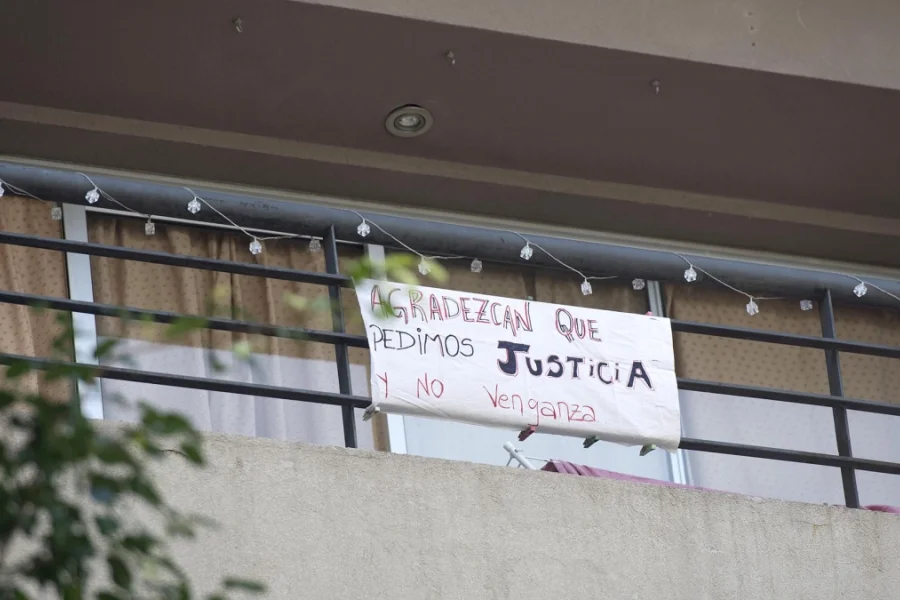 AGRADEZCAN QUE
PEDIMOS JUSTICIA
Y NO Venganza